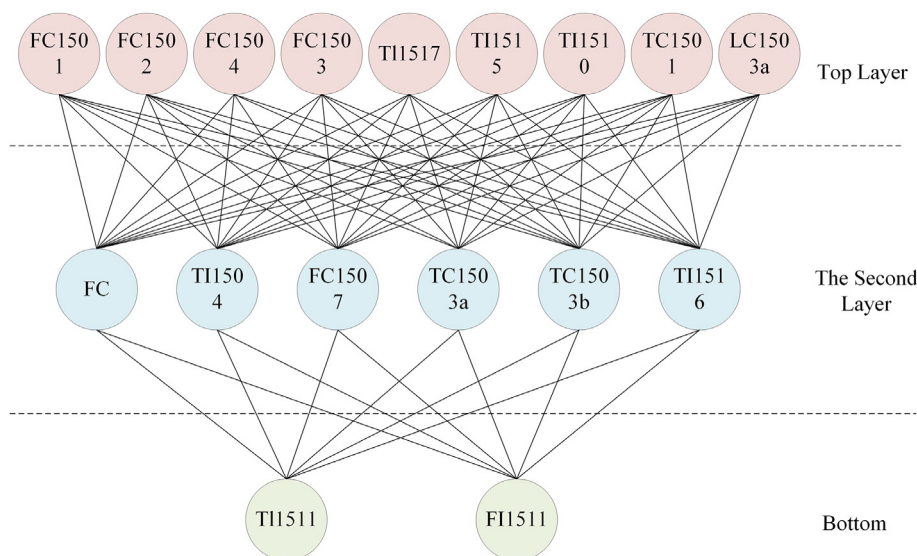 FC150
1
FC150
2
FC150
4
FC150
3
TI1517
TI151
5
TI151
0
TC150
1
LC150
3a
Top Layer
FC
TI150
4
FC150
7
TC150
3a
TC150
3b
TI151
6
The Second
Layer
TI1511
FI1511
Bottom